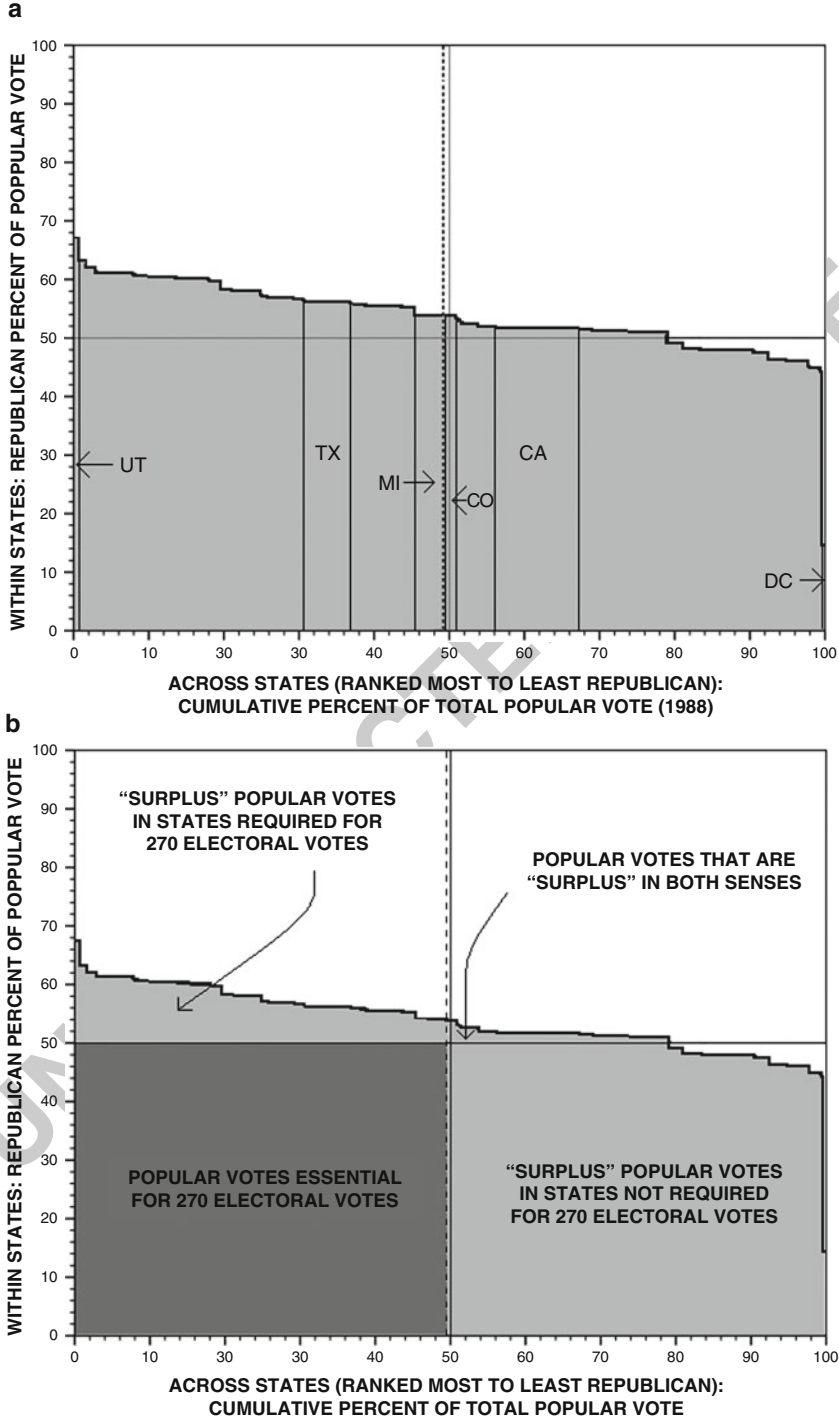 a
WITHIN STATES: REPUBLICAN PERCENT OF POPPULAR VOTE
100
90
80
70
60
50
40
30
20
10
0
UT
TX
MI
CO
CA
DC
0 10 30 30 40 50 60 70 80 90 100
ACROSS STATES (RANKED MOST TO LEAST REPUBLICAN):
CUMULATIVE PERCENT OF TOTAL POPULAR VOTE (1988)
b
WITHIN STATES: REPUBLICAN PERCENT OF POPPULAR VOTE
100
90
80
70
60
50
40
30
20
10
0
“SURPLUS” POPULAR VOTES
IN STATES REQUIRED FOR
270 ELECTORAL VOTES
POPULAR VOTES THAT ARE
“SURPLUS” IN BOTH SENSES
POPULAR VOTES ESSENTIAL
FOR 270 ELECTORAL VOTES
“SURPLUS” POPULAR VOTES
IN STATES NOT REQUIRED
FOR 270 ELECTORAL VOTES
0 10 30 30 40 50 60 70 80 90 100
ACROSS STATES (RANKED MOST TO LEAST REPUBLICAN):
CUMULATIVE PERCENT OF TOTAL POPULAR VOTE